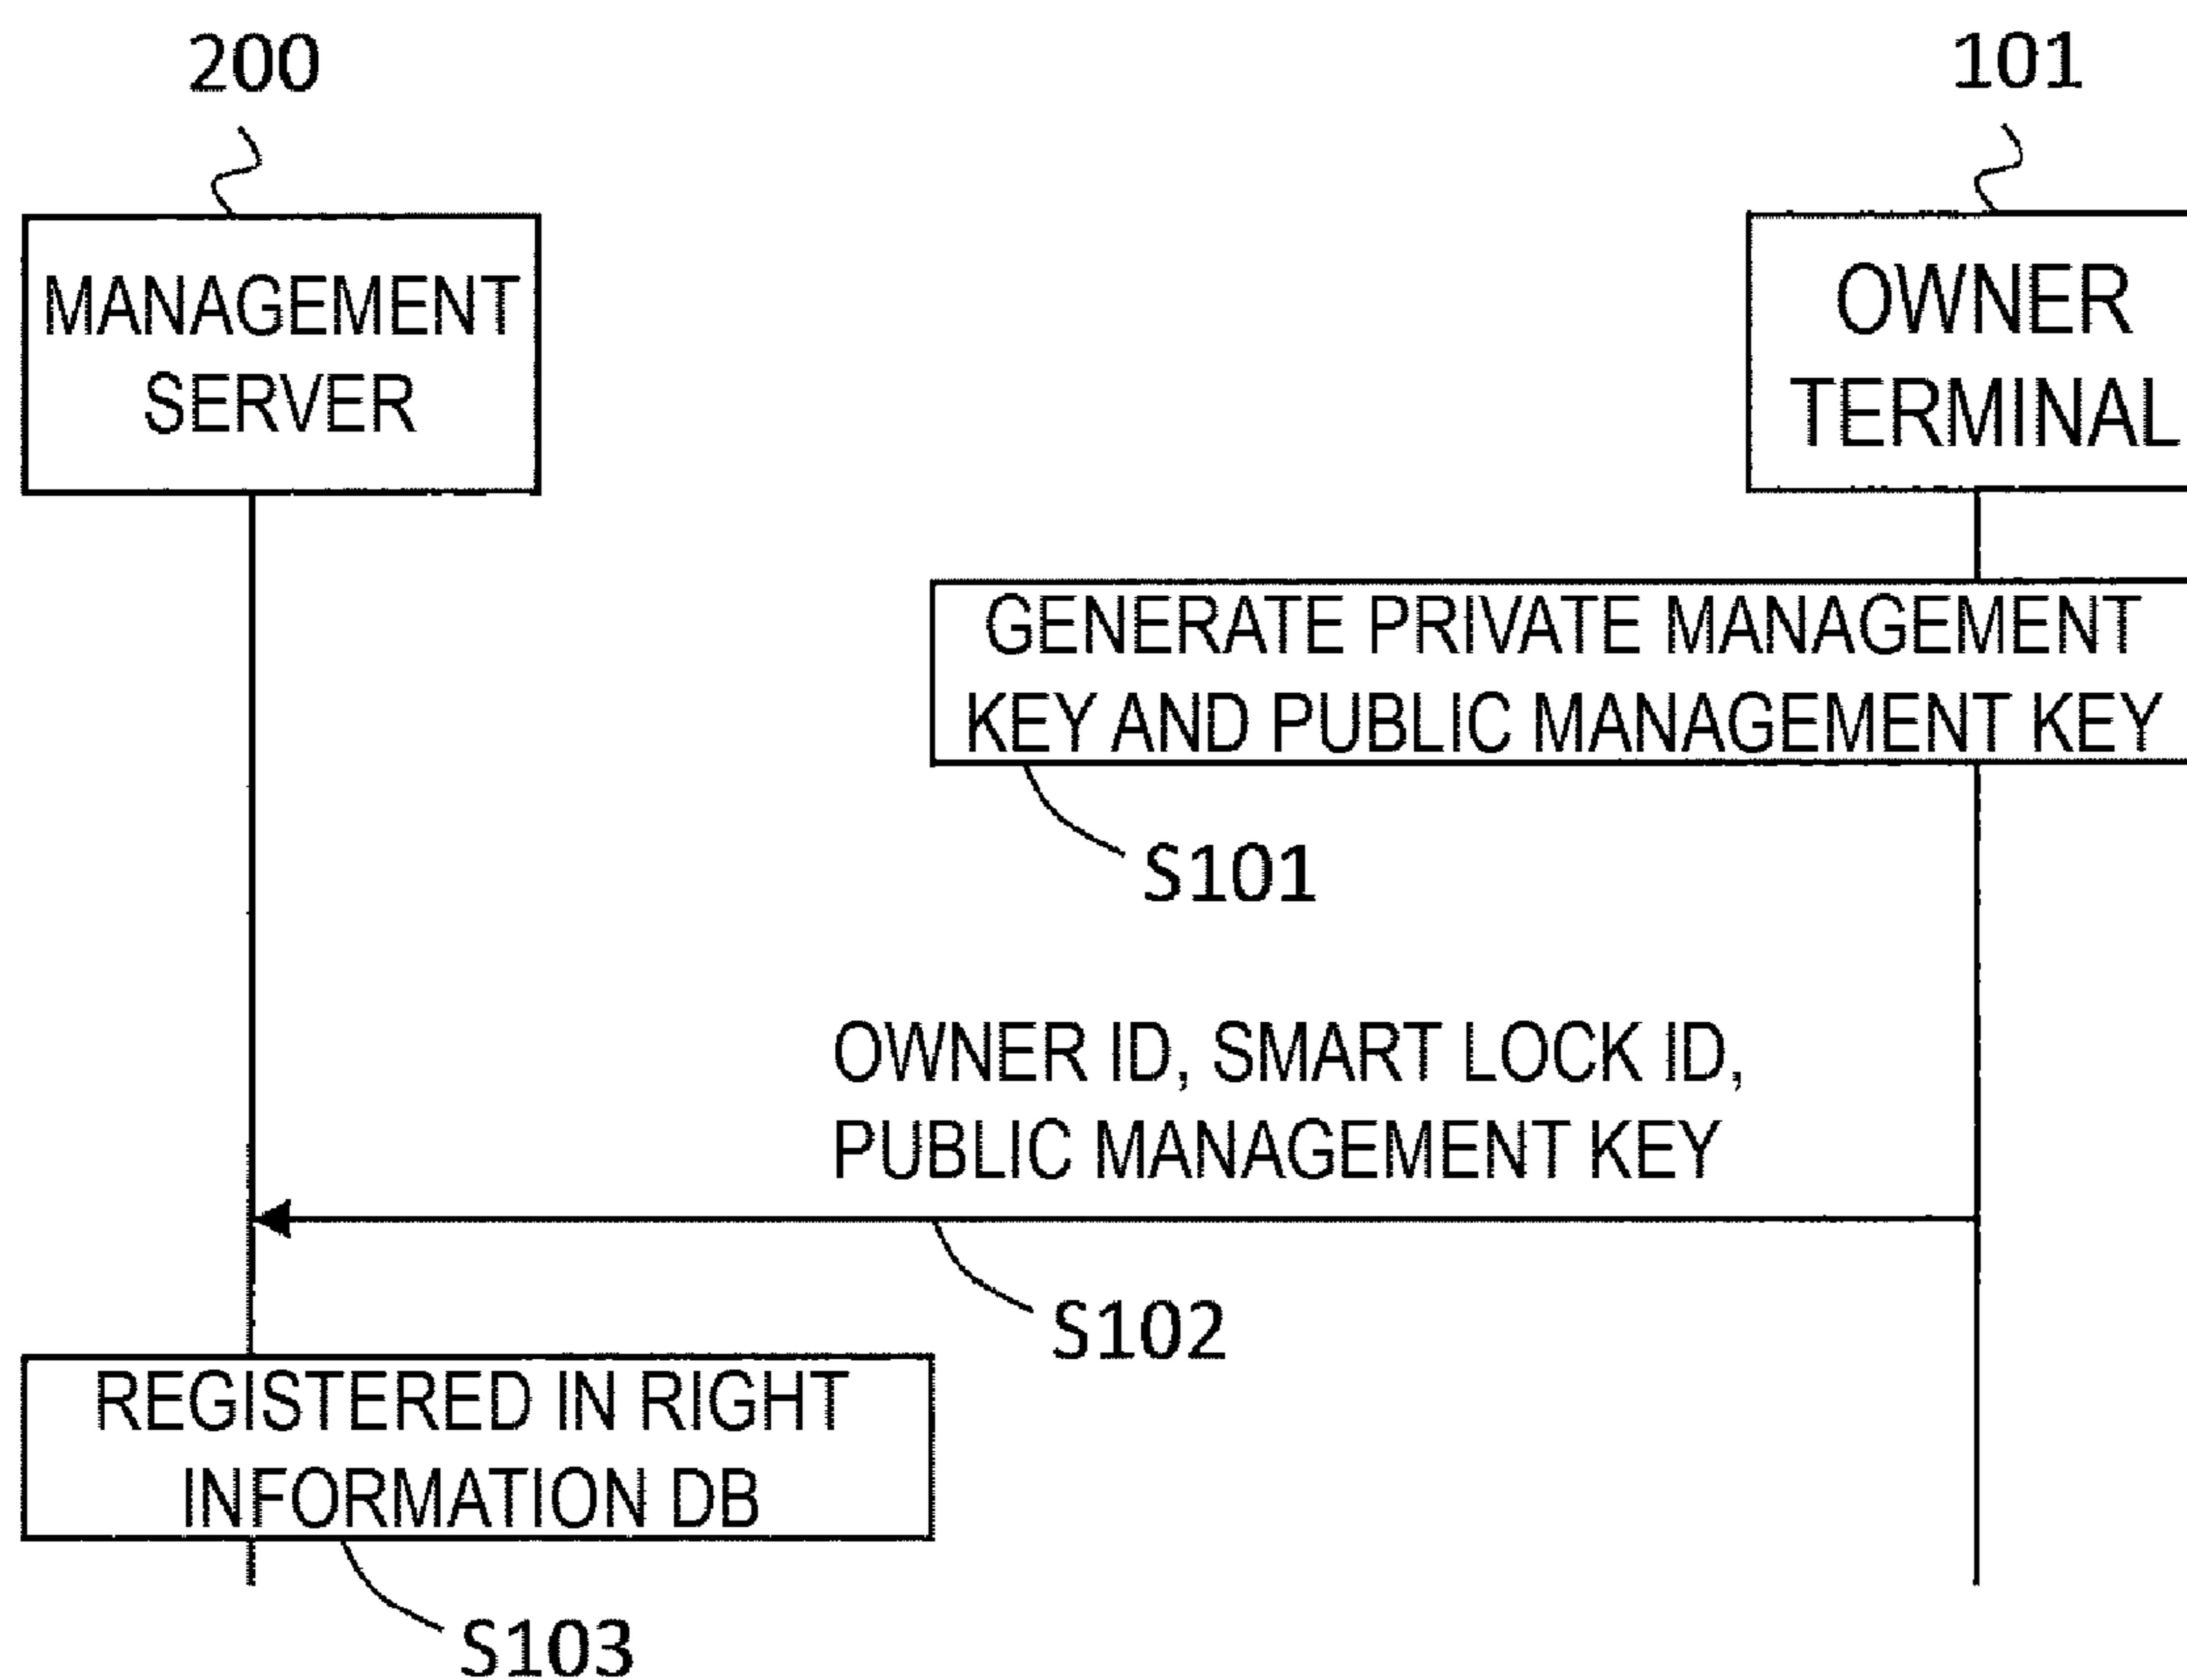 200
101
MANAGEMENT
SERVER
OWNER
TERMINAL
GENERATE PRIVATE MANAGEMENT
KEY AND PUBLIC MANAGEMENT KEY
S101
OWNER ID, SMART LOCK ID,
PUBLIC MANAGEMENT KEY
S102
REGISTERED IN RIGHT
INFORMATION DB
S103